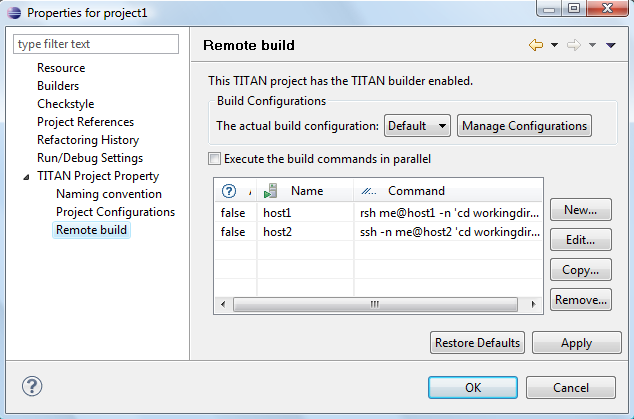 Properties for project1
type filter text
Resource
Builders
Checkstyle
Project References
Refactoring History
Run/Debug Settings
TITAN Project Property
Naming convention
Project Configurations
Remote build
Remote build
This TITAN project has the TITAN builder enabled.
Build Configurations
The actual build configuration: Default Manage Configurations
Execute the build commands in parallel
Name Command
false host1 rsh me@host1 -n 'cd workingdir...
false host2 ssh -n me@host2 'cd workingdir...
New...
Edit...
Copy...
Remove...
Restore Defaults Apply
OK Cancel